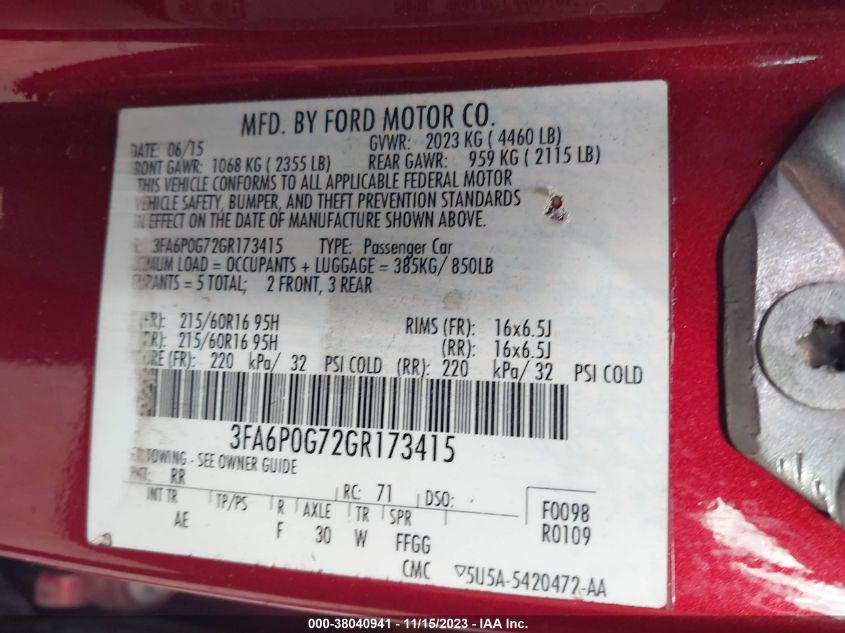 MFD. BY FORD MOTOR CO.
DATE: 06/15 GVWR: 2023 KG ( 4460 LB)
RONT GAWR: 1068 KG ( 2355 LB) REAR GAWR: 959 KG ( 2115 LB)
THIS VEHICLE CONFORMS TO ALL APPLICABLE FEDERAL MOTOR
VEHICLE SAFETY, BUMPER, AND THEFT PREVENTION STANDARDS
IN EFFECT ON THE DATE OF MANUFACTURE SHOWN ABOVE.
3FA6P0G72GR173415 TYPE: Passenger Car
IMUM LOAD = OCCUPANTS + LUGGAGE = 385KG/ 850LB
UPANTS = 5 TOTAL; 2 FRONT, 3 REAR
(FR): 215/60R16 95H RIMS (FR): 16x6.5J
(RR): 215/60R16 95H (RR): 16x6.5J
RE (FR): 220 kPa/ 32 PSI COLD (RR): 220 kPa/ 32 PSI COLD
3FA6P0G72GR173415
TOWING - SEE OWNER GUIDE
PNT: RR RC: 71 DSO: F0098
INT TR TP/PS R AXLE TR SPR R0109
AE F 30 W FFGG
CMC ▽5U5A-5420472-AA
000-38040941 - 11/15/2023 - IAA Inc.